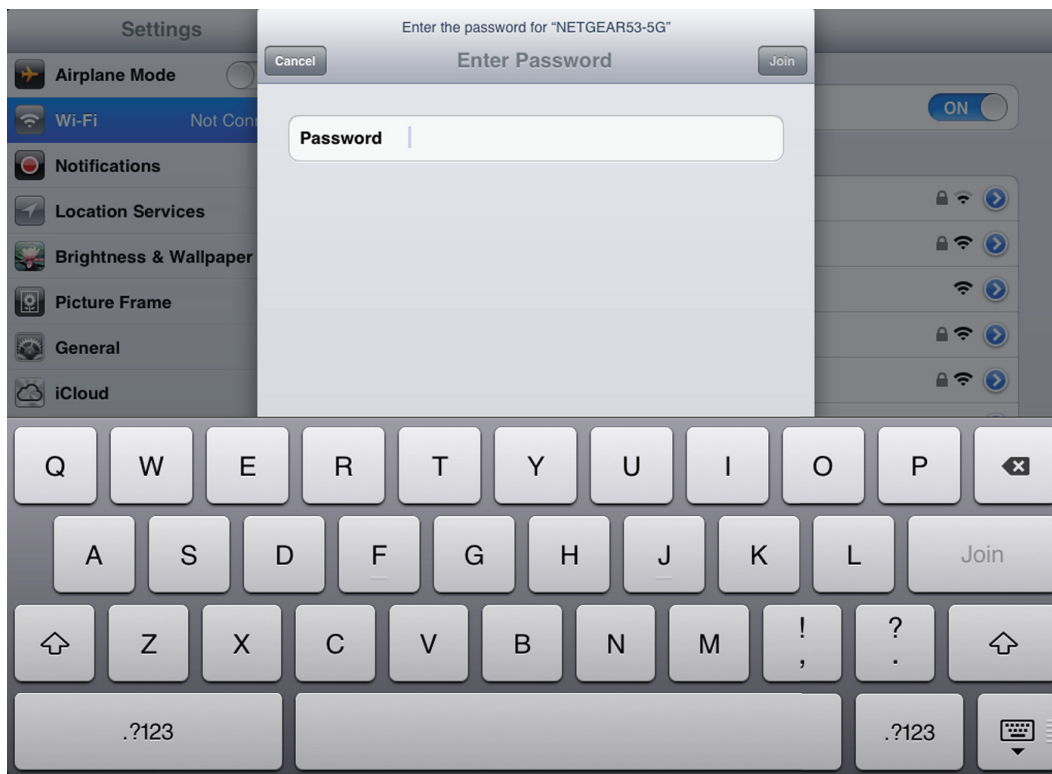 Settings
Enter the password for “NETGEAR53-5G”
Cancel
Enter Password
Join
Airplane Mode
Wi-Fi
Not Con
ON
Password
Notifications
Location Services
Brightness & Wallpaper
Picture Frame
General
iCloud
Q W E R T Y U I O P
A S D F G H J K L Join
Z X C V B N M ! , ? .
.?123 .?123